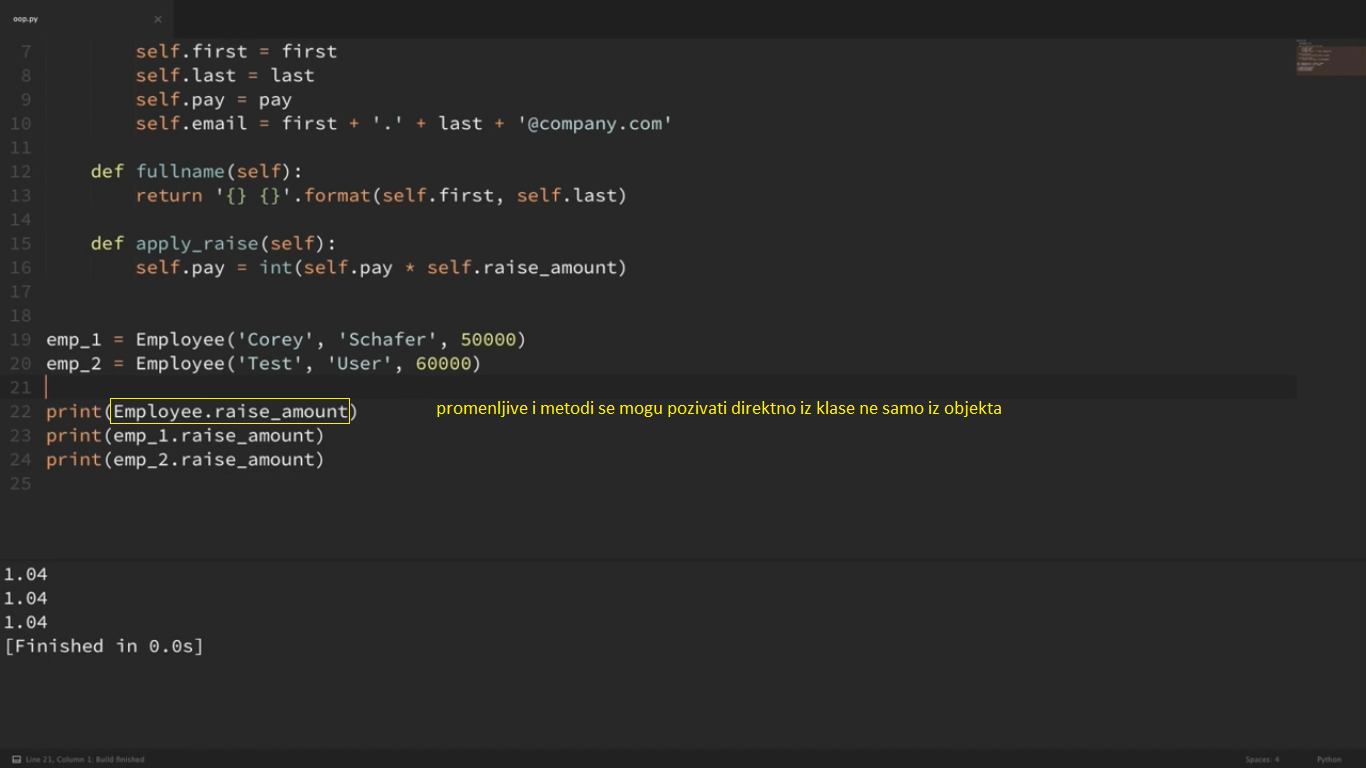 oop.py ×
7 self.first = first
8 self.last = last
9 self.pay = pay
10 self.email = first + '.' + last + '@company.com'
11
12 def fullname(self):
13 return '{} {}'.format(self.first, self.last)
14
15 def apply_raise(self):
16 self.pay = int(self.pay * self.raise_amount)
17
18
19 emp_1 = Employee('Corey', 'Schafer', 50000)
20 emp_2 = Employee('Test', 'User', 60000)
21
22 print(Employee.raise_amount) promenljive i metodi se mogu pozivati direktno iz klase ne samo iz objekta
23 print(emp_1.raise_amount)
24 print(emp_2.raise_amount)
25
1.04
1.04
1.04
[Finished in 0.0s]
Line 21, Column 1; Build finished Spaces: 4 Python